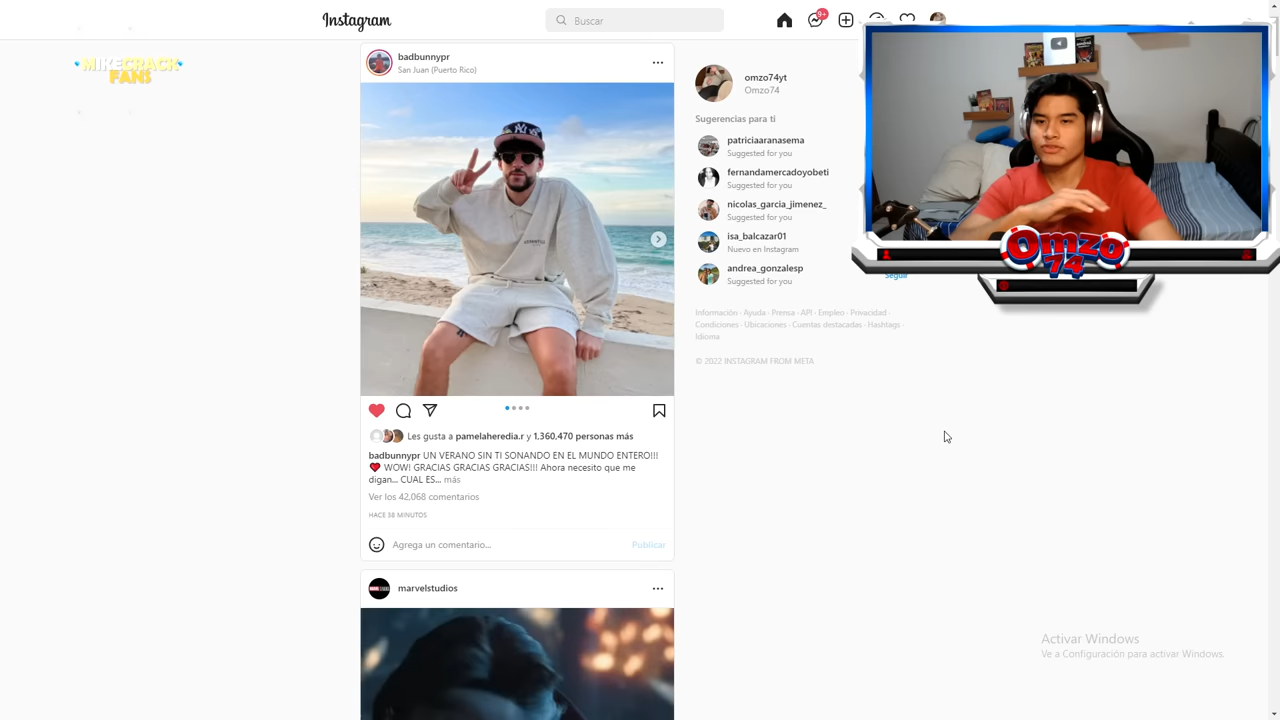 Instagram
Buscar
9+
MIKECRACK
FANS
badbunnypr
San Juan (Puerto Rico)
omzo74yt
Omzo74
Sugerencias para ti
patriciaaranasema
Suggested for you
fernandamercadoyobeti
Suggested for you
nicolas_garcia_jimenez_
Suggested for you
isa_balcazar01
Nuevo en Instagram
andrea_gonzalesp
Suggested for you
Seguir
Omzo
74
Información · Ayuda · Prensa · API · Empleo · Privacidad ·
Condiciones · Ubicaciones · Cuentas destacadas · Hashtags ·
Idioma
© 2022 INSTAGRAM FROM META
Les gusta a pamelaheredia.r y 1,360,470 personas más
badbunnypr UN VERANO SIN TI SONANDO EN EL MUNDO ENTERO!!!
❤️ WOW! GRACIAS GRACIAS GRACIAS!!! Ahora necesito que me
digan... CUAL ES... más
Ver los 42,068 comentarios
HACE 38 MINUTOS
Agrega un comentario...
Publicar
marvelstudios
Activar Windows
Ve a Configuración para activar Windows.